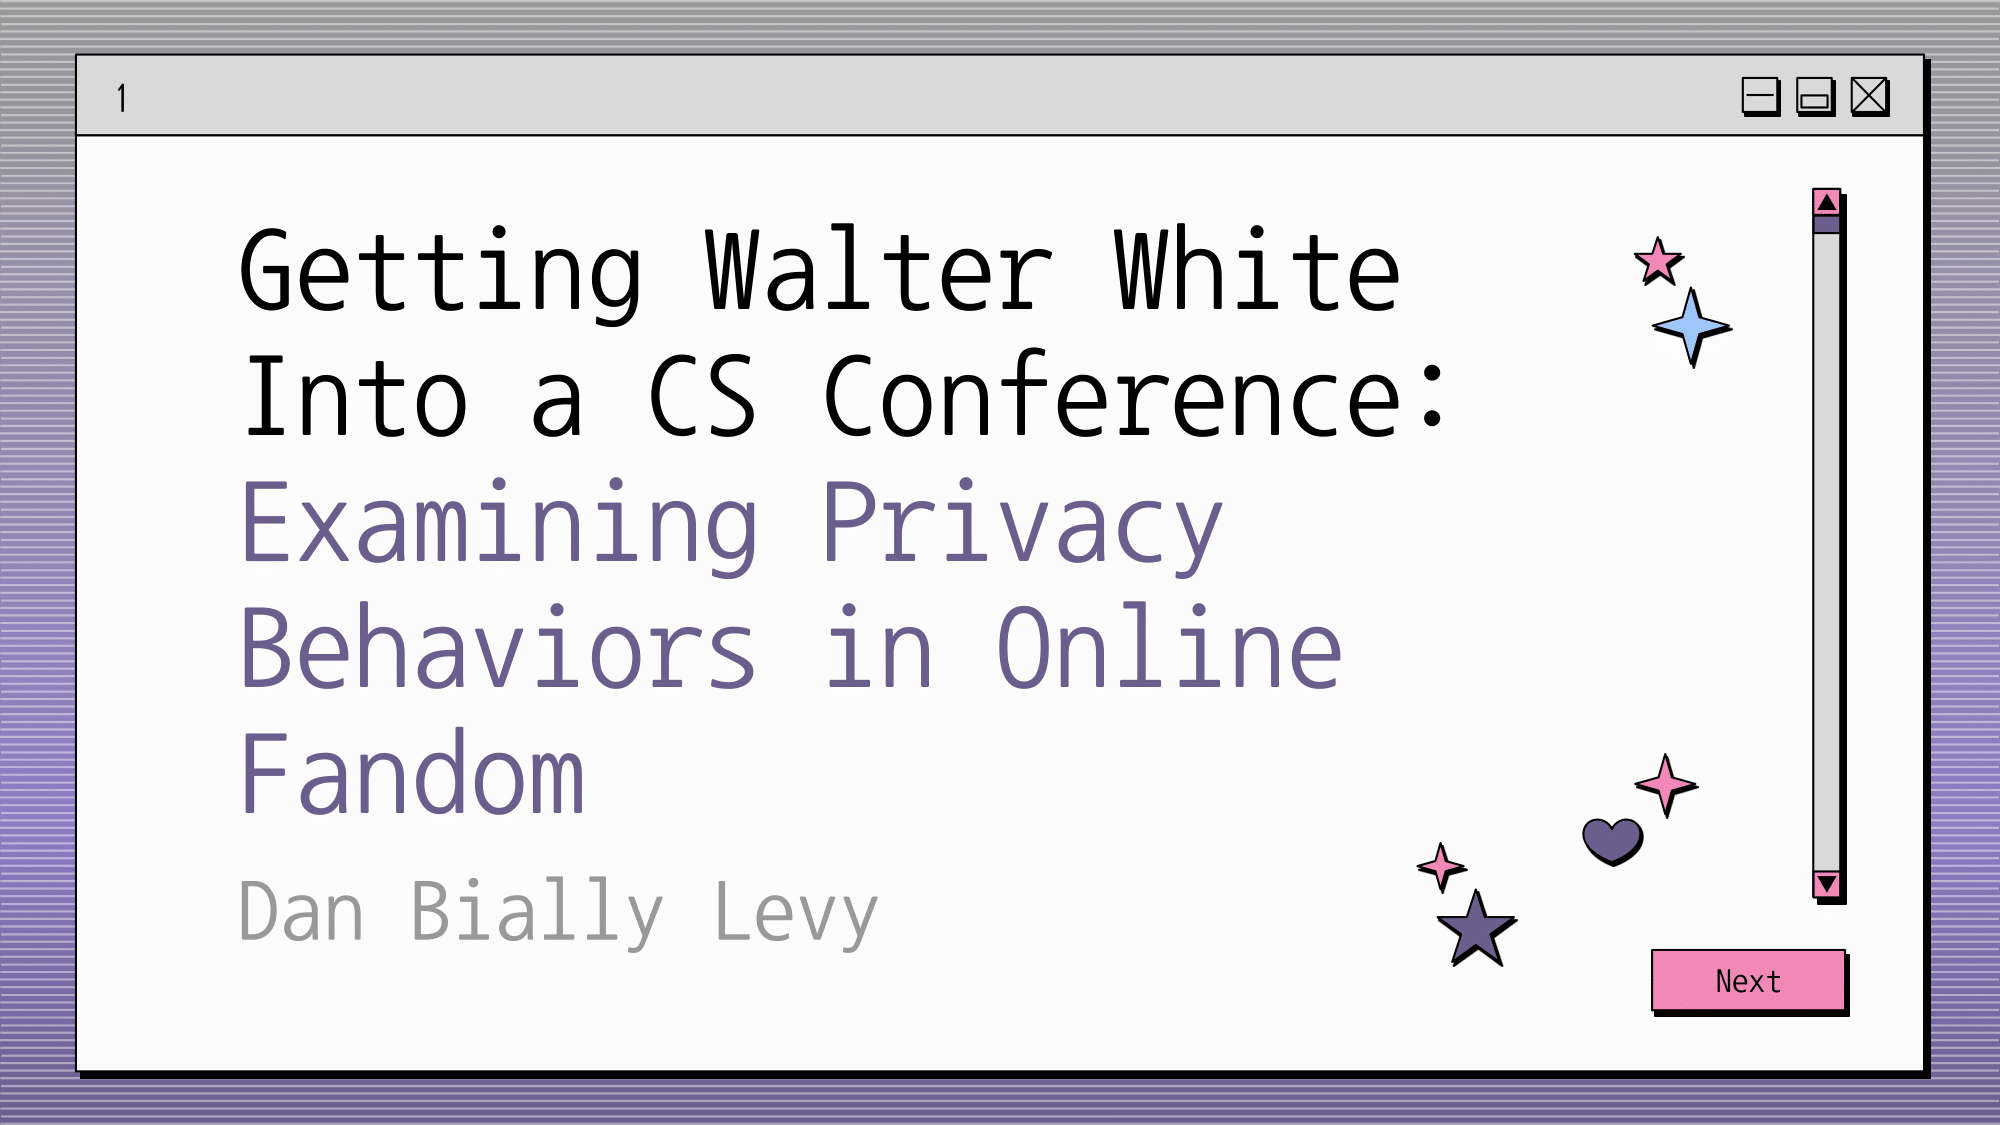 1
Getting Walter White
Into a CS Conference:
Examining Privacy
Behaviors in Online
Fandom
Dan Bially Levy
Next